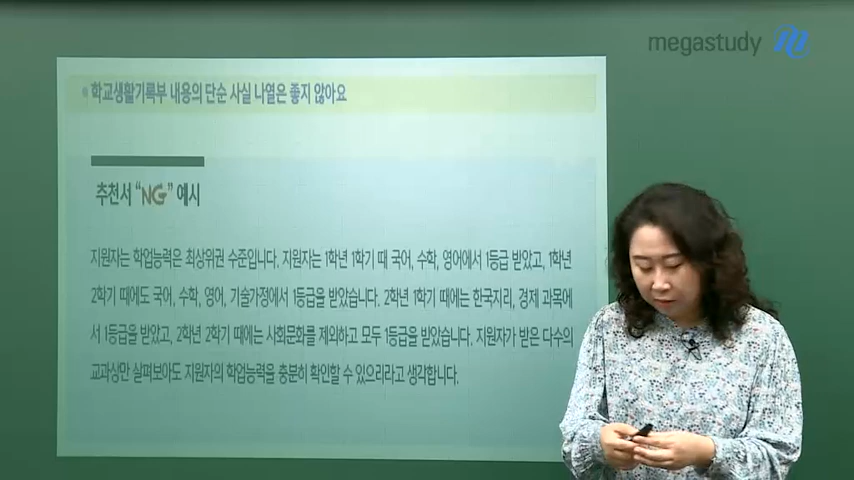 megastudy
학교생활기록부 내용의 단순 사실 나열은 좋지 않아요
추천서 “NG” 예시
지원자는 학업능력은 최상위권 수준입니다. 지원자는 1학년 1학기 때 국어, 수학, 영어에서 1등급 받았고, 1학년
2학기 때에도 국어, 수학, 영어, 기술가정에서 1등급을 받았습니다. 2학년 1학기 때에는 한국지리, 경제 과목에
서 1등급을 받았고, 2학년 2학기 때에는 사회문화를 제외하고 모두 1등급을 받았습니다. 지원자가 받은 다수의
교과상만 살펴보아도 지원자의 학업능력을 충분히 확인할 수 있으리라고 생각합니다.